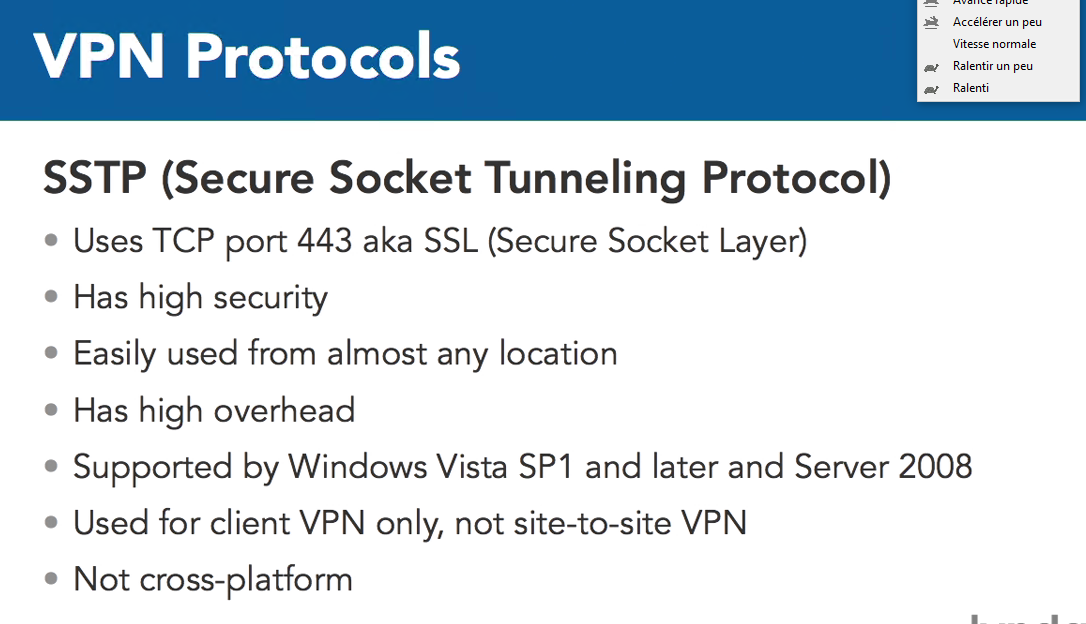 Avance rapide
Accélérer un peu
Vitesse normale
Ralentir un peu
Ralenti
VPN Protocols
SSTP (Secure Socket Tunneling Protocol)
Uses TCP port 443 aka SSL (Secure Socket Layer)
Has high security
Easily used from almost any location
Has high overhead
Supported by Windows Vista SP1 and later and Server 2008
Used for client VPN only, not site-to-site VPN
Not cross-platform